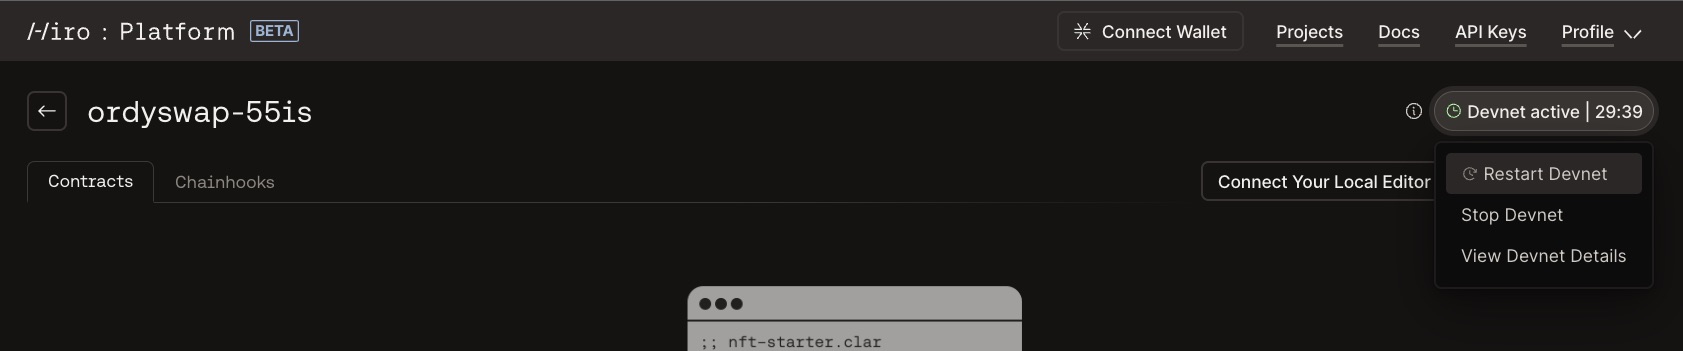 Hiro : Platform BETA Connect Wallet Projects Docs API Keys Profile
ordyswap-55is Devnet active | 29:39
Contracts Chainhooks Connect Your Local Editor
Restart Devnet
Stop Devnet
View Devnet Details
;; nft-starter.clar